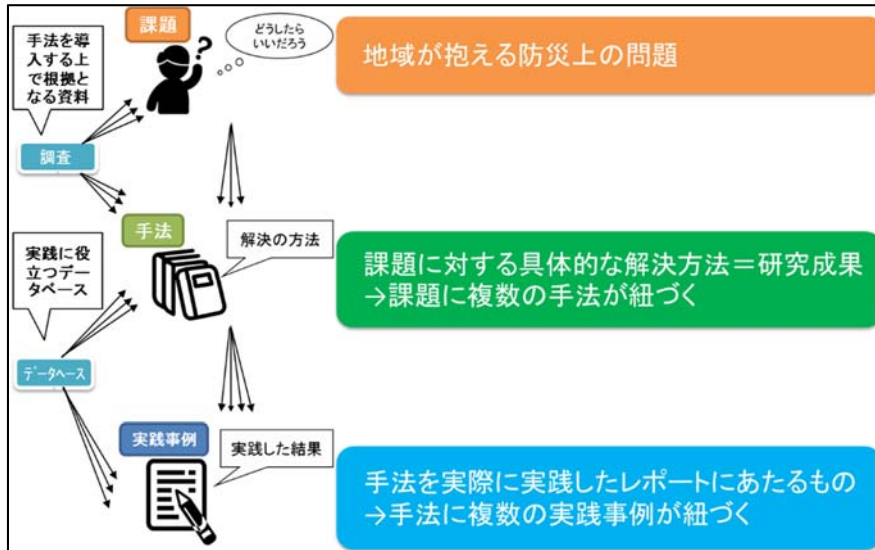 手法を導
入する上
で根拠と
なる資料
課題
?
どうしたら
いいだろう
地域が抱える防災上の問題
調査
手法
解決の方法
課題に対する具体的な解決方法＝研究成果
→課題に複数の手法が紐づく
実践に役
立つデー
タベース
データベース
実践事例
実践した結果
手法を実際に実践したレポートにあたるもの
→手法に複数の実践事例が紐づく